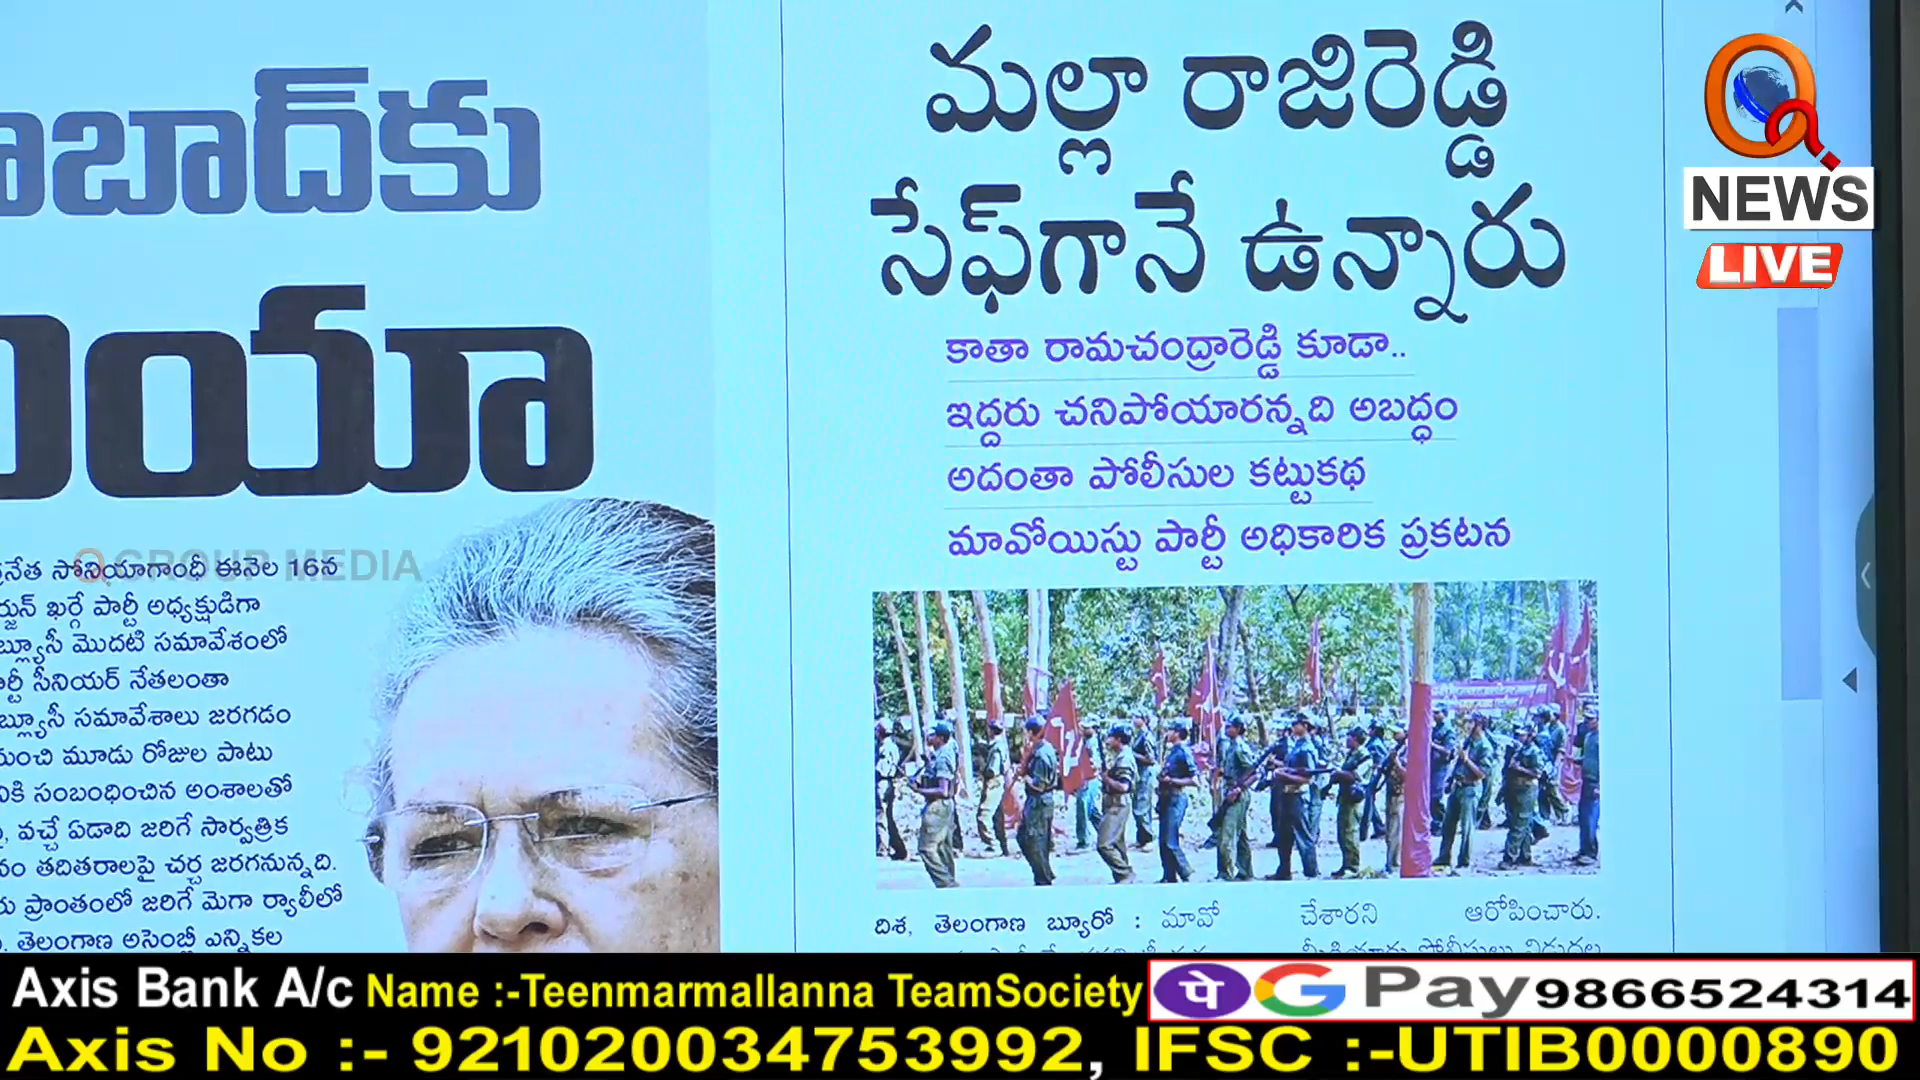 బాద్‌కు
యా
సోనియాగాంధీ ఈనెల 16న
ఖర్గే పార్టీ అధ్యక్షుడిగా
మొదటి సమావేశంలో
సీనియర్ నేతలంతా
సమావేశాలు జరగడం
మూడు రోజుల పాటు
సంబంధించిన అంశాలతో
వచ్చే ఏడాది జరిగే సార్వత్రిక
తదితరాలపై చర్చ జరగనున్నది.
ప్రాంతంలో జరిగే మెగా ర్యాలీలో
తెలంగాణ అసెంబ్లీ ఎన్నికల
GROUP MEDIA
మల్లా రాజిరెడ్డి
సేఫ్‌గానే ఉన్నారు
కాతా రామచంద్రారెడ్డి కూడా..
ఇద్దరు చనిపోయారన్నది అబద్ధం
అదంతా పోలీసుల కట్టుకథ
మావోయిస్టు పార్టీ అధికారిక ప్రకటన
దిశ, తెలంగాణ బ్యూరో : మావో
చేశారని ఆరోపించారు.
Q
NEWS
LIVE
Axis Bank A/c Name :-Teenmarmallanna TeamSociety पे G Pay 9866524314
Axis No :- 921020034753992, IFSC :-UTIB0000890